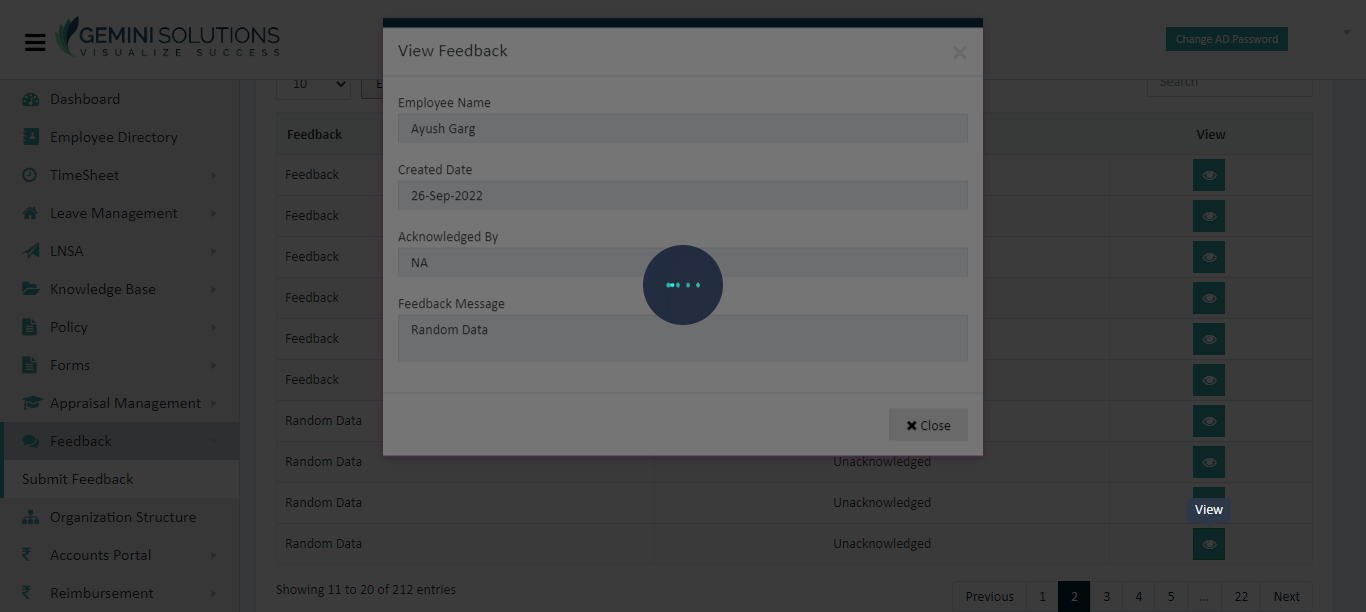 GEMINI SOLUTIONS
VISUALIZE SUCCESS
Change AD Password
Dashboard
Employee Directory
TimeSheet
Leave Management
LNSA
Knowledge Base
Policy
Forms
Appraisal Management
Feedback
Submit Feedback
Organization Structure
Accounts Portal
Reimbursement
View Feedback
×
Employee Name
Ayush Garg
Created Date
26-Sep-2022
Acknowledged By
NA
Feedback Message
Random Data
Close
10
Search
Feedback View
Feedback
Feedback
Feedback
Feedback
Feedback
Feedback
Random Data
Random Data Unacknowledged
Random Data Unacknowledged
View
Random Data Unacknowledged
Showing 11 to 20 of 212 entries
Previous 1 2 3 4 5 ... 22 Next